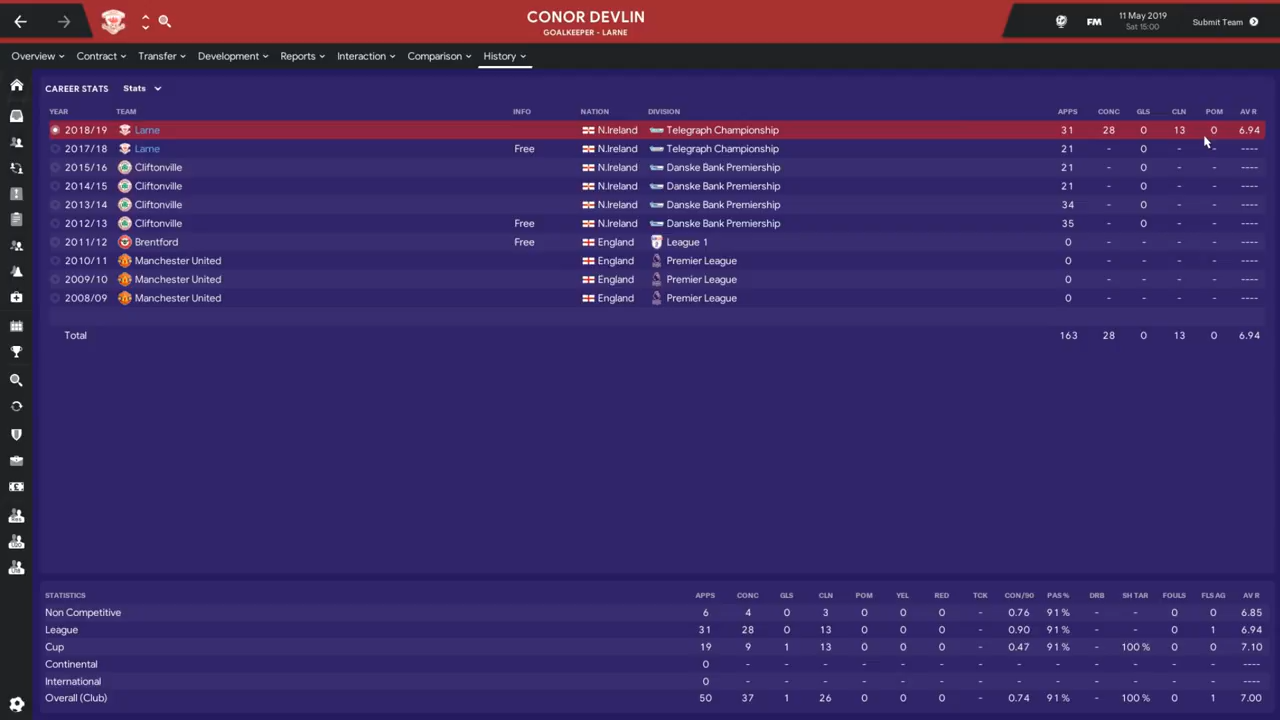 CONOR DEVLIN
GOALKEEPER - LARNE
FM
11 May 2019
Sat 15:00
Submit Team
Overview Contract Transfer Development Reports Interaction Comparison History
CAREER STATS Stats
YEAR TEAM INFO NATION DIVISION APPS CONC GLS CLN POM AV R
2018/19 Larne N.Ireland Telegraph Championship 31 28 0 13 0 6.94
2017/18 Larne Free N.Ireland Telegraph Championship 21 - 0 - - ----
2015/16 Cliftonville N.Ireland Danske Bank Premiership 21 - 0 - - ----
2014/15 Cliftonville N.Ireland Danske Bank Premiership 21 - 0 - - ----
2013/14 Cliftonville N.Ireland Danske Bank Premiership 34 - 0 - - ----
2012/13 Cliftonville Free N.Ireland Danske Bank Premiership 35 - 0 - - ----
2011/12 Brentford Free England League 1 0 - - - - ----
2010/11 Manchester United England Premier League 0 - - - - ----
2009/10 Manchester United England Premier League 0 - - - - ----
2008/09 Manchester United England Premier League 0 - - - - ----
Total 163 28 0 13 0 6.94
STATISTICS APPS CONC GLS CLN POM YEL RED TCK CON/90 PAS % DRB SH TAR FOULS FLS AG AV R
Non Competitive 6 4 0 3 0 0 0 - 0.76 91 % - - 0 0 6.85
League 31 28 0 13 0 0 0 - 0.90 91 % - - 0 1 6.94
Cup 19 9 1 13 0 0 0 - 0.47 91 % - 100 % 0 0 7.10
Continental 0 - - - - - - - - - - - - - ----
International 0 - - - - - - - - - - - - - ----
Overall (Club) 50 37 1 26 0 0 0 - 0.74 91 % - 100 % 0 1 7.00